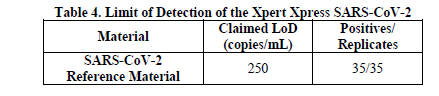 Table 4. Limit of Detection of the Xpert Xpress SARS-CoV-2
Material Claimed LoD (copies/mL) Positives/ Replicates
SARS-CoV-2 Reference Material 250 35/35